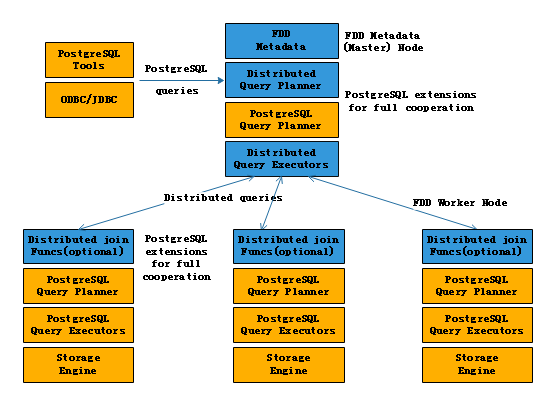 PostgreSQL
Tools
ODBC/JDBC
PostgreSQL
queries
FDD
Metadata
FDD Metadata
(Master) Node
Distributed
Query Planner
PostgreSQL extensions
for full cooperation
PostgreSQL
Query Planner
Distributed
Query Executors
Distributed queries
FDD Worker Node
Distributed join
Funcs(optional)
PostgreSQL
Query Planner
PostgreSQL
Query Executors
Storage
Engine
PostgreSQL
extensions
for full
cooperation
Distributed join
Funcs(optional)
PostgreSQL
Query Planner
PostgreSQL
Query Executors
Storage
Engine
Distributed join
Funcs(optional)
PostgreSQL
Query Planner
PostgreSQL
Query Executors
Storage
Engine